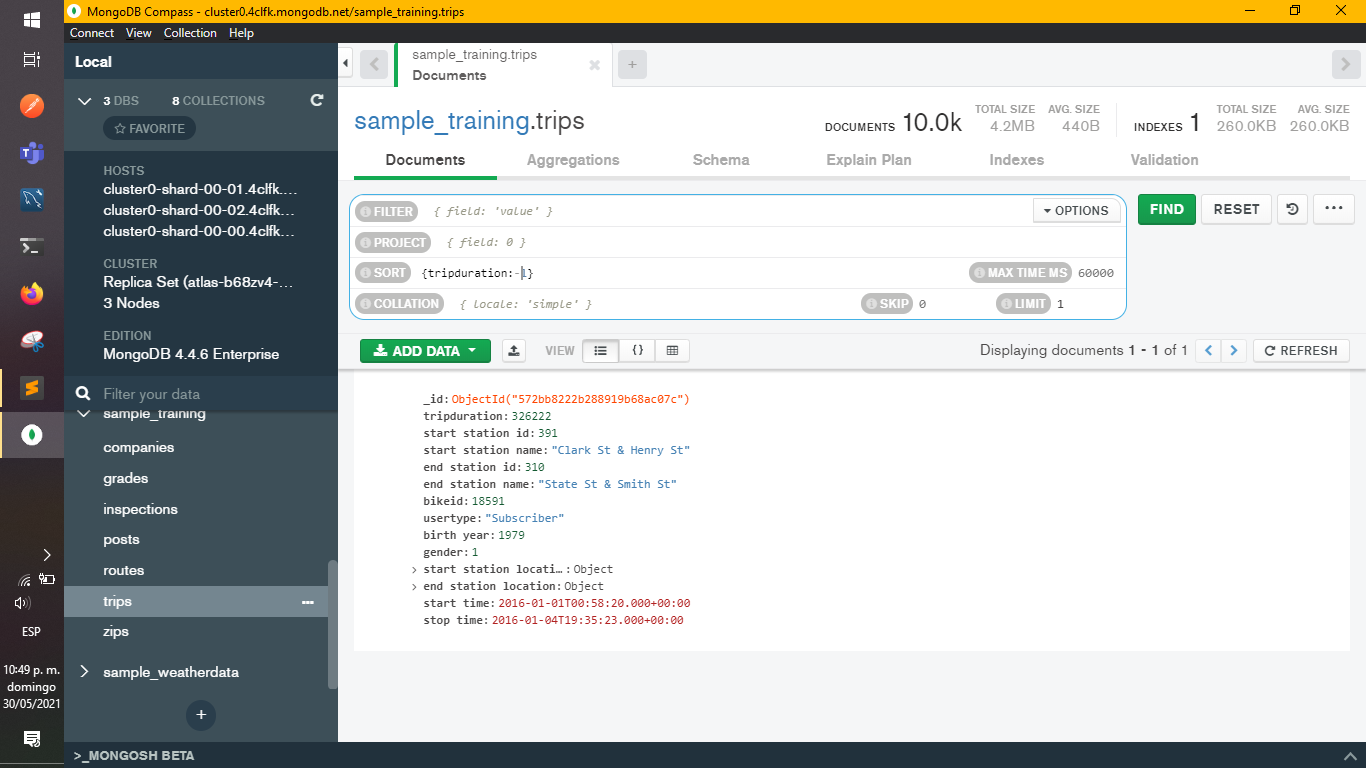 MongoDB Compass - cluster0.4clfk.mongodb.net/sample_training.trips
Connect View Collection Help
Local
3 DBS 8 COLLECTIONS
FAVORITE
HOSTS
cluster0-shard-00-01.4clfk....
cluster0-shard-00-02.4clfk...
cluster0-shard-00-00.4clfk...
CLUSTER
Replica Set (atlas-b68zv4-...
3 Nodes
EDITION
MongoDB 4.4.6 Enterprise
Filter your data
sample_training
companies
grades
inspections
posts
routes
trips
zips
sample_weatherdata
+
>_MONGOSH BETA
sample_training.trips
Documents
+
sample_training.trips
DOCUMENTS 10.0k
TOTAL SIZE 4.2MB
AVG. SIZE 440B
INDEXES 1
TOTAL SIZE 260.0KB
AVG. SIZE 260.0KB
Documents Aggregations Schema Explain Plan Indexes Validation
FILTER { field: 'value' } OPTIONS
FIND RESET ...
PROJECT { field: 0 }
SORT {tripduration:-1} MAX TIME MS 60000
COLLATION { locale: 'simple' } SKIP 0 LIMIT 1
ADD DATA VIEW {} Displaying documents 1 - 1 of 1 < > REFRESH
_id:ObjectId("572bb8222b288919b68ac07c")
tripduration:326222
start station id:391
start station name:"Clark St & Henry St"
end station id:310
end station name:"State St & Smith St"
bikeid:18591
usertype:"Subscriber"
birth year:1979
gender:1
> start station locati…:Object
> end station location:Object
start time:2016-01-01T00:58:20.000+00:00
stop time:2016-01-04T19:35:23.000+00:00
ESP
10:49 p. m.
domingo
30/05/2021